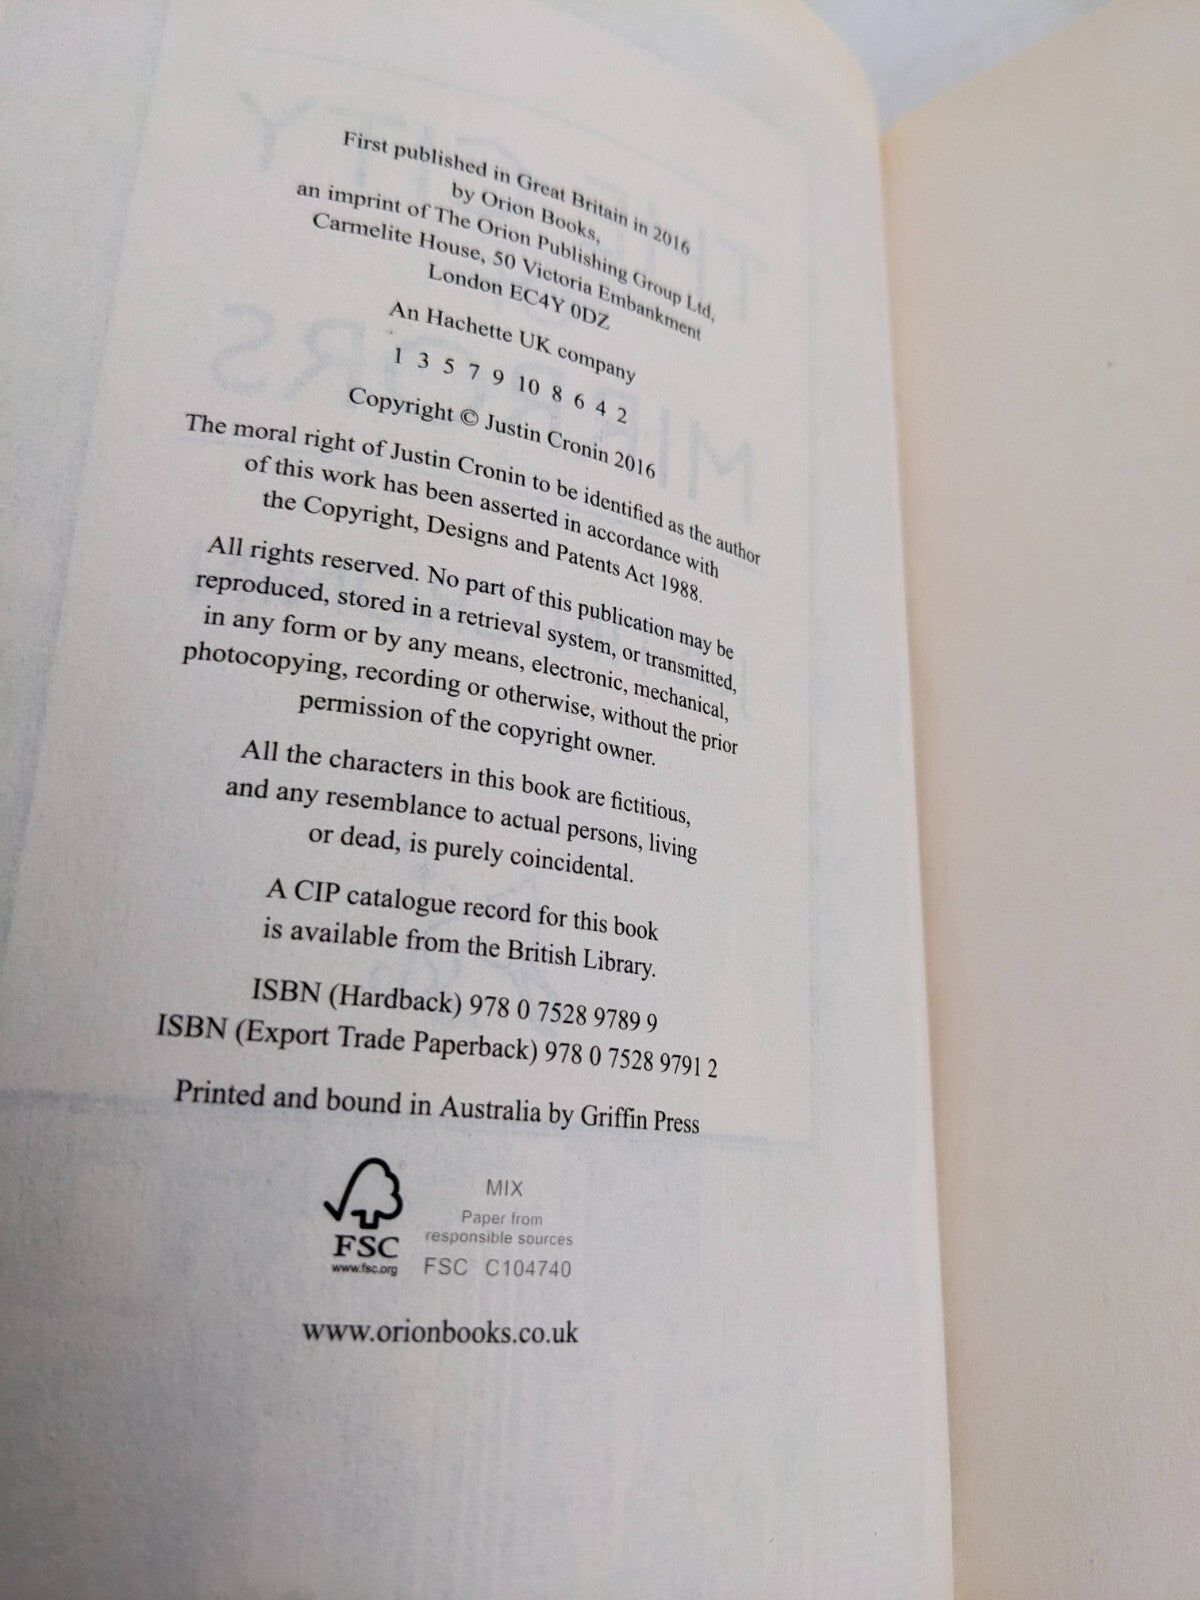 First published in Great Britain in 2016
by Orion Books,
an imprint of The Orion Publishing Group Ltd,
Carmelite House, 50 Victoria Embankment
London EC4Y 0DZ
An Hachette UK company
1 3 5 7 9 10 8 6 4 2
Copyright © Justin Cronin 2016
The moral right of Justin Cronin to be identified as the author
of this work has been asserted in accordance with
the Copyright, Designs and Patents Act 1988.
All rights reserved. No part of this publication may be
reproduced, stored in a retrieval system, or transmitted,
in any form or by any means, electronic, mechanical,
photocopying, recording or otherwise, without the prior
permission of the copyright owner.
All the characters in this book are fictitious,
and any resemblance to actual persons, living
or dead, is purely coincidental.
A CIP catalogue record for this book
is available from the British Library.
ISBN (Hardback) 978 0 7528 9789 9
ISBN (Export Trade Paperback) 978 0 7528 9791 2
Printed and bound in Australia by Griffin Press
FSC
www.fsc.org
MIX
Paper from
responsible sources
FSC C104740
www.orionbooks.co.uk